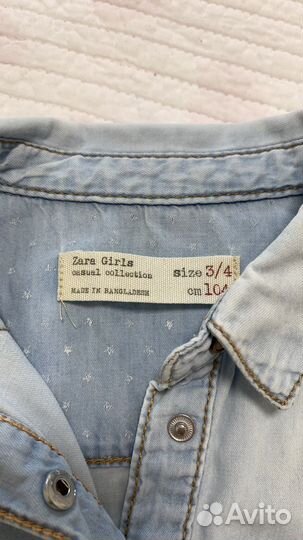 Zara Girls
casual collection
MADE IN BANGLADESH
size 3/4
cm 104
Avito